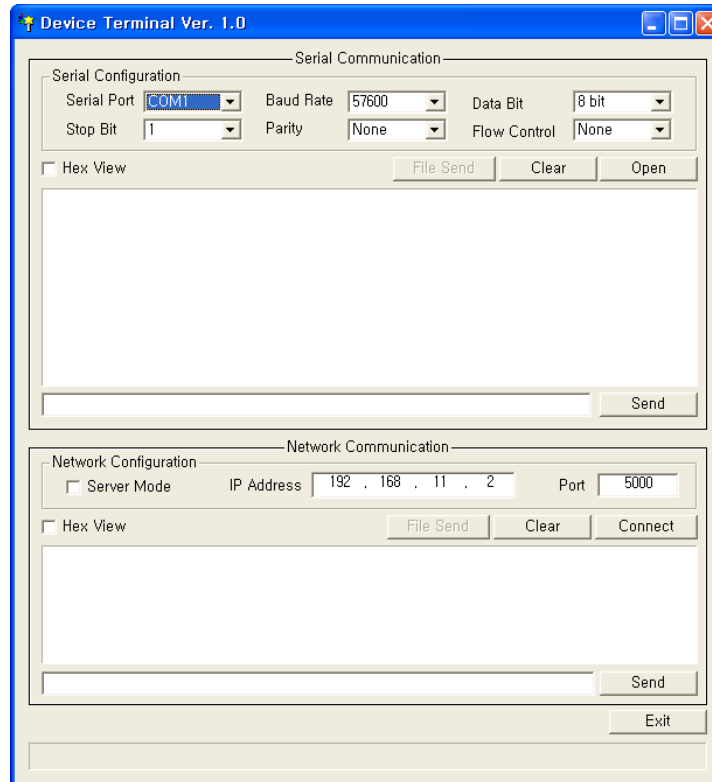 Device Terminal Ver. 1.0
Serial Communication
Serial Configuration
Serial Port COM1 Baud Rate 57600 Data Bit 8 bit
Stop Bit 1 Parity None Flow Control None
Hex View File Send Clear Open
Send
Network Communication
Network Configuration
Server Mode IP Address 192 . 168 . 11 . 2 Port 5000
Hex View File Send Clear Connect
Send
Exit